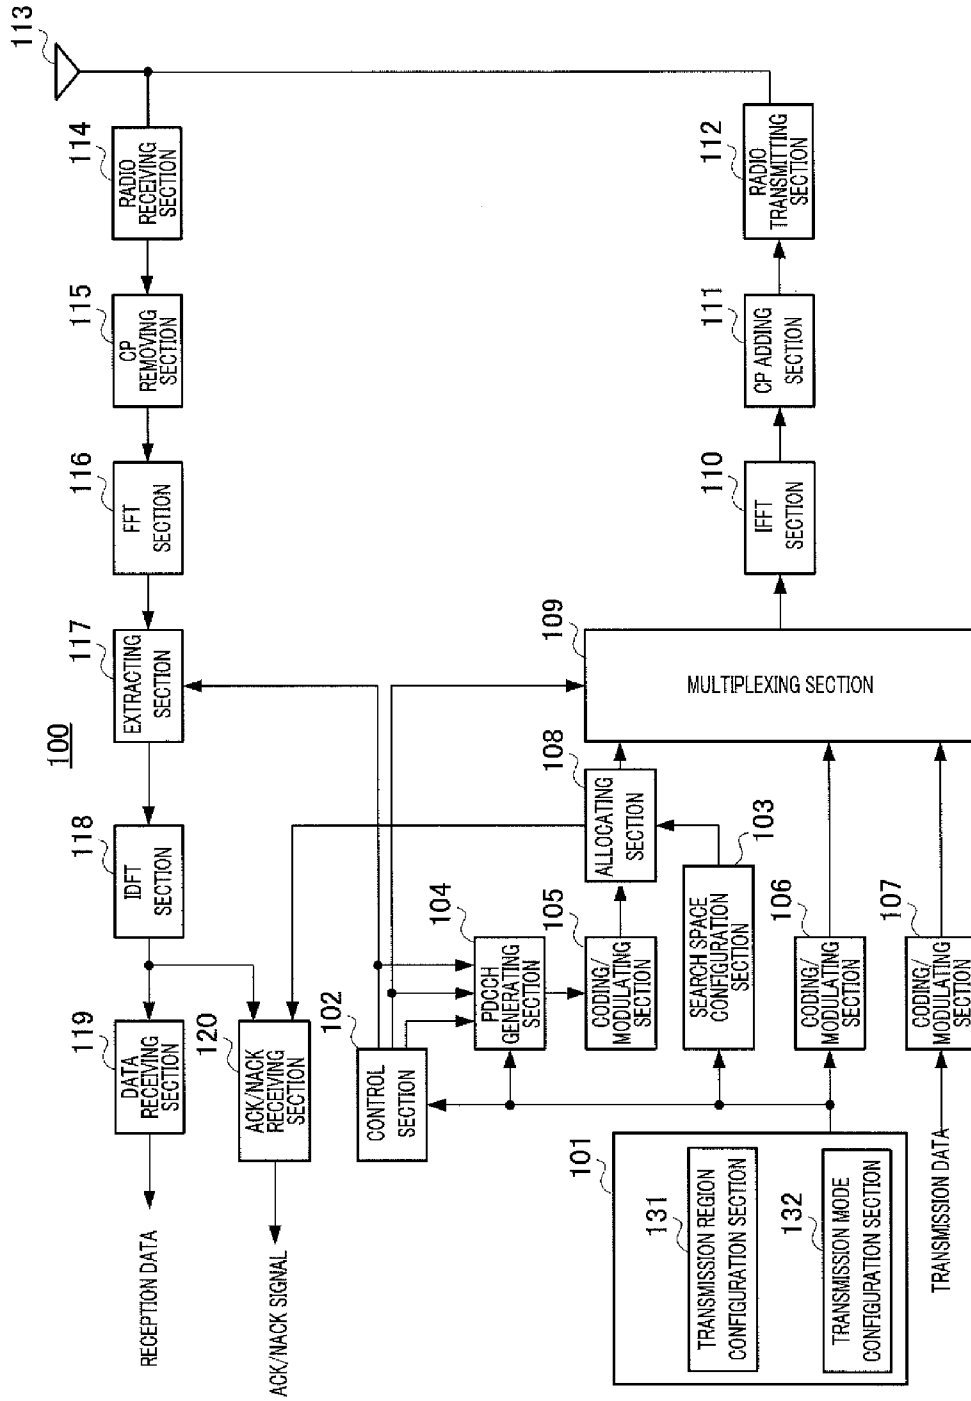 100
113
114
RADIO
RECEIVING
SECTION
115
CP
REMOVING
SECTION
116
FFT
SECTION
117
EXTRACTING
SECTION
118
IDFT
SECTION
119
DATA
RECEIVING
SECTION
RECEPTION DATA
120
ACK/NACK
RECEIVING
SECTION
ACK/NACK SIGNAL
102
CONTROL
SECTION
104
PDCCH
GENERATING
SECTION
105
CODING/
MODULATING
SECTION
108
ALLOCATING
SECTION
103
SEARCH SPACE
CONFIGURATION
SECTION
101
131
TRANSMISSION REGION
CONFIGURATION SECTION
132
TRANSMISSION MODE
CONFIGURATION SECTION
106
CODING/
MODULATING
SECTION
TRANSMISSION DATA
107
CODING/
MODULATING
SECTION
109
MULTIPLEXING SECTION
110
IFFT
SECTION
111
CP ADDING
SECTION
112
RADIO
TRANSMITTING
SECTION